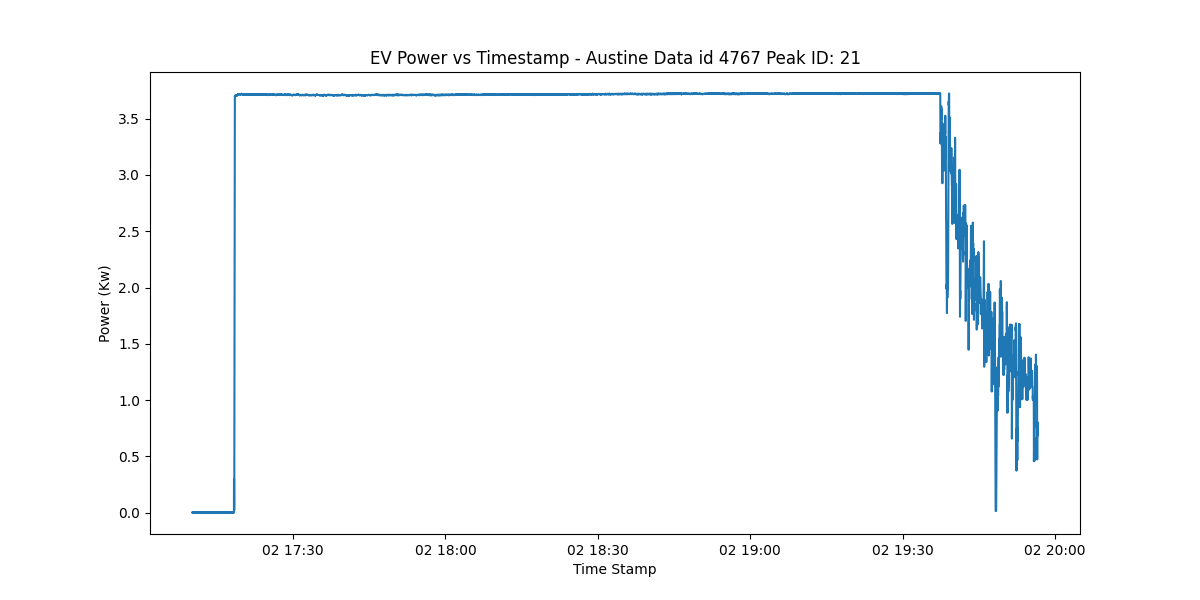 EV Power vs Timestamp - Austine Data id 4767 Peak ID: 21
Power (Kw)
3.5
3.0
2.5
2.0
1.5
1.0
0.5
0.0
02 17:30 02 18:00 02 18:30 02 19:00 02 19:30 02 20:00
Time Stamp